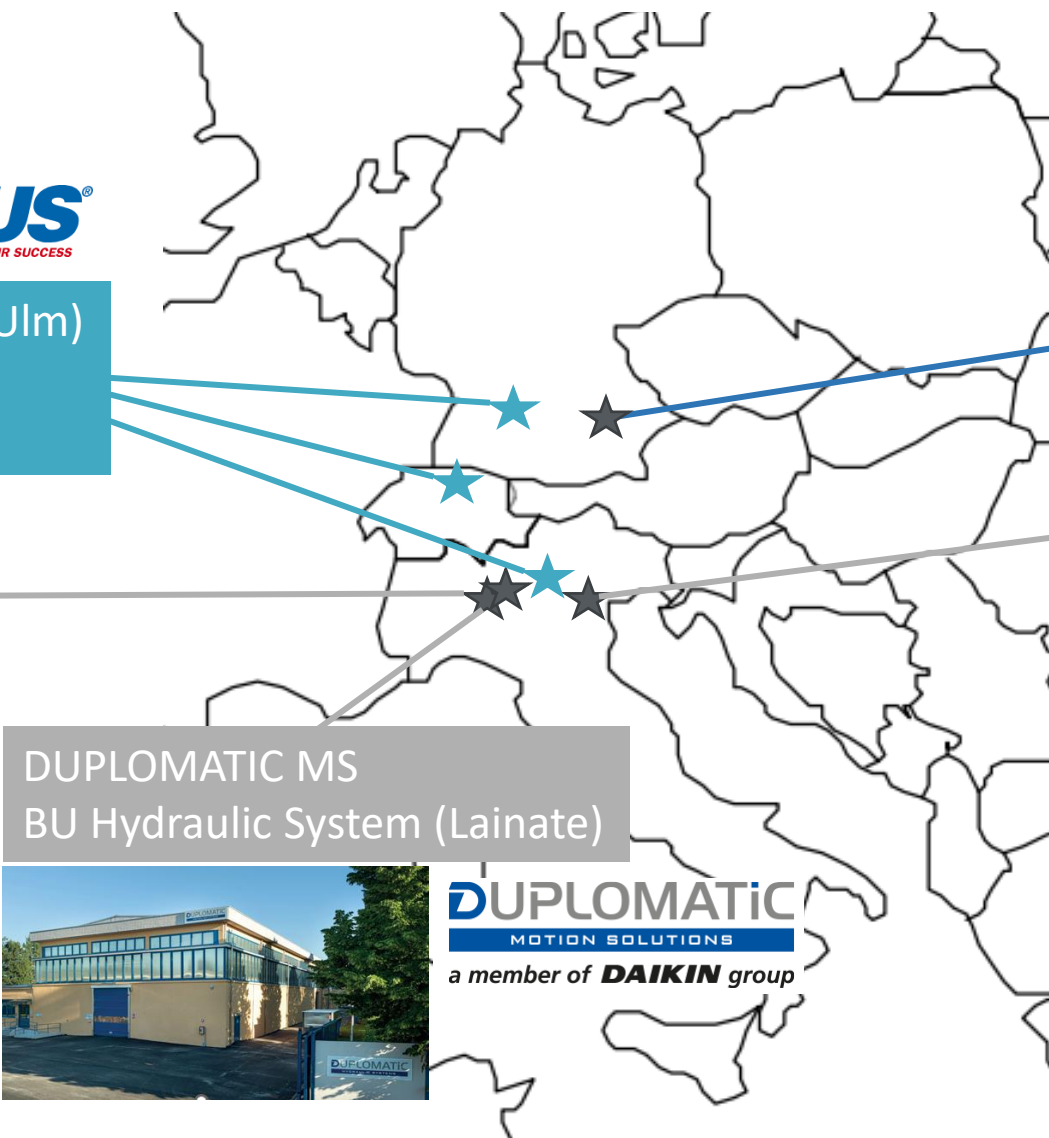 US®
R SUCCESS
Ulm)
DUPLOMATIC MS
BU Hydraulic System (Lainate)
DUPLOMATIC
DUPLOMATIC
DUPLOMATiC
MOTION SOLUTIONS
a member of DAIKIN group